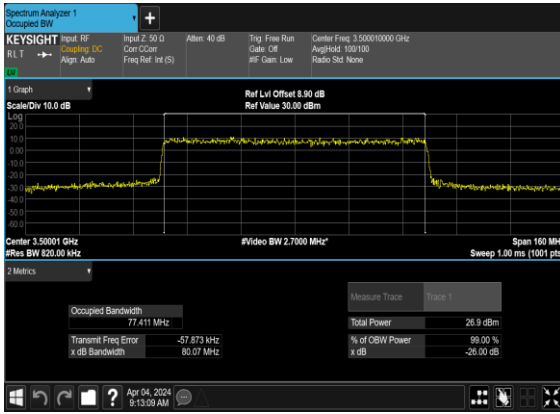 Spectrum Analyzer 1
Occupied BW
+
KEYSIGHT
RLT
LW
Input: RF
Coupling: DC
Align: Auto
Input Z: 50 Ω
Corr CCorr
Freq Ref: Int (S)
Atten: 40 dB
Trig: Free Run
Gate: Off
#IF Gain: Low
Center Freq: 3.500010000 GHz
Avg|Hold: 100/100
Radio Std: None
1 Graph
Scale/Div 10.0 dB
Ref Lvl Offset 8.90 dB
Ref Value 30.00 dBm
Log
20.0
10.0
0.00
-10.0
-20.0
-30.0
-40.0
-50.0
-60.0
Center 3.50001 GHz
#Res BW 820.00 kHz
#Video BW 2.7000 MHz*
Span 160 MH
Sweep 1.00 ms (1001 pts
2 Metrics
Measure Trace
Trace 1
Occupied Bandwidth
77.411 MHz
Total Power
26.9 dBm
Transmit Freq Error
-57.873 kHz
% of OBW Power
99.00 %
x dB Bandwidth
80.07 MHz
x dB
-26.00 dB
?
Apr 04, 2024
9:13:09 AM